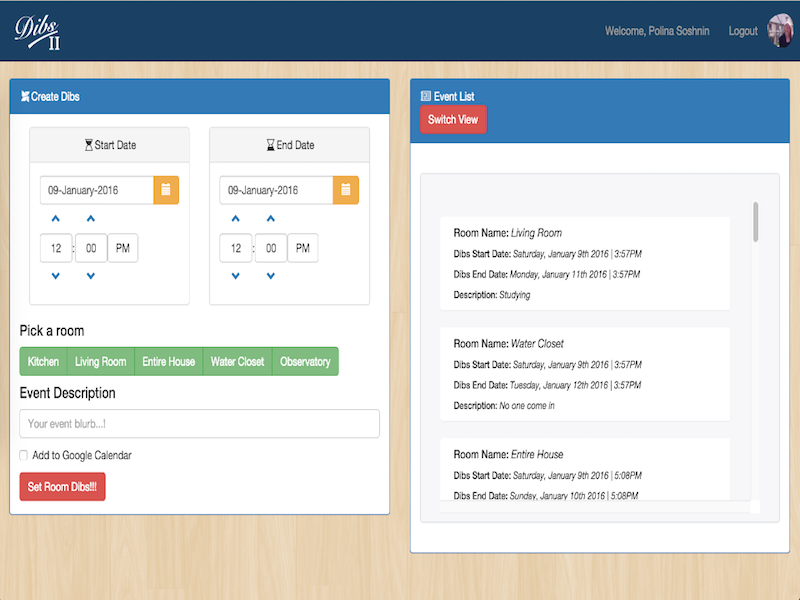 Dibs II
Welcome, Polina Soshnin Logout
Create Dibs
Start Date
09-January-2016
12 : 00 PM
End Date
09-January-2016
12 : 00 PM
Pick a room
Kitchen Living Room Entire House Water Closet Observatory
Event Description
Your event blurb...!
Add to Google Calendar
Set Room Dibs!!!
Event List
Switch View
Room Name: Living Room
Dibs Start Date: Saturday, January 9th 2016 | 3:57PM
Dibs End Date: Monday, January 11th 2016 | 3:57PM
Description: Studying
Room Name: Water Closet
Dibs Start Date: Saturday, January 9th 2016 | 3:57PM
Dibs End Date: Tuesday, January 12th 2016 | 3:57PM
Description: No one come in
Room Name: Entire House
Dibs Start Date: Saturday, January 9th 2016 | 5:08PM
Dibs End Date: Sunday, January 10th 2016 | 5:08PM